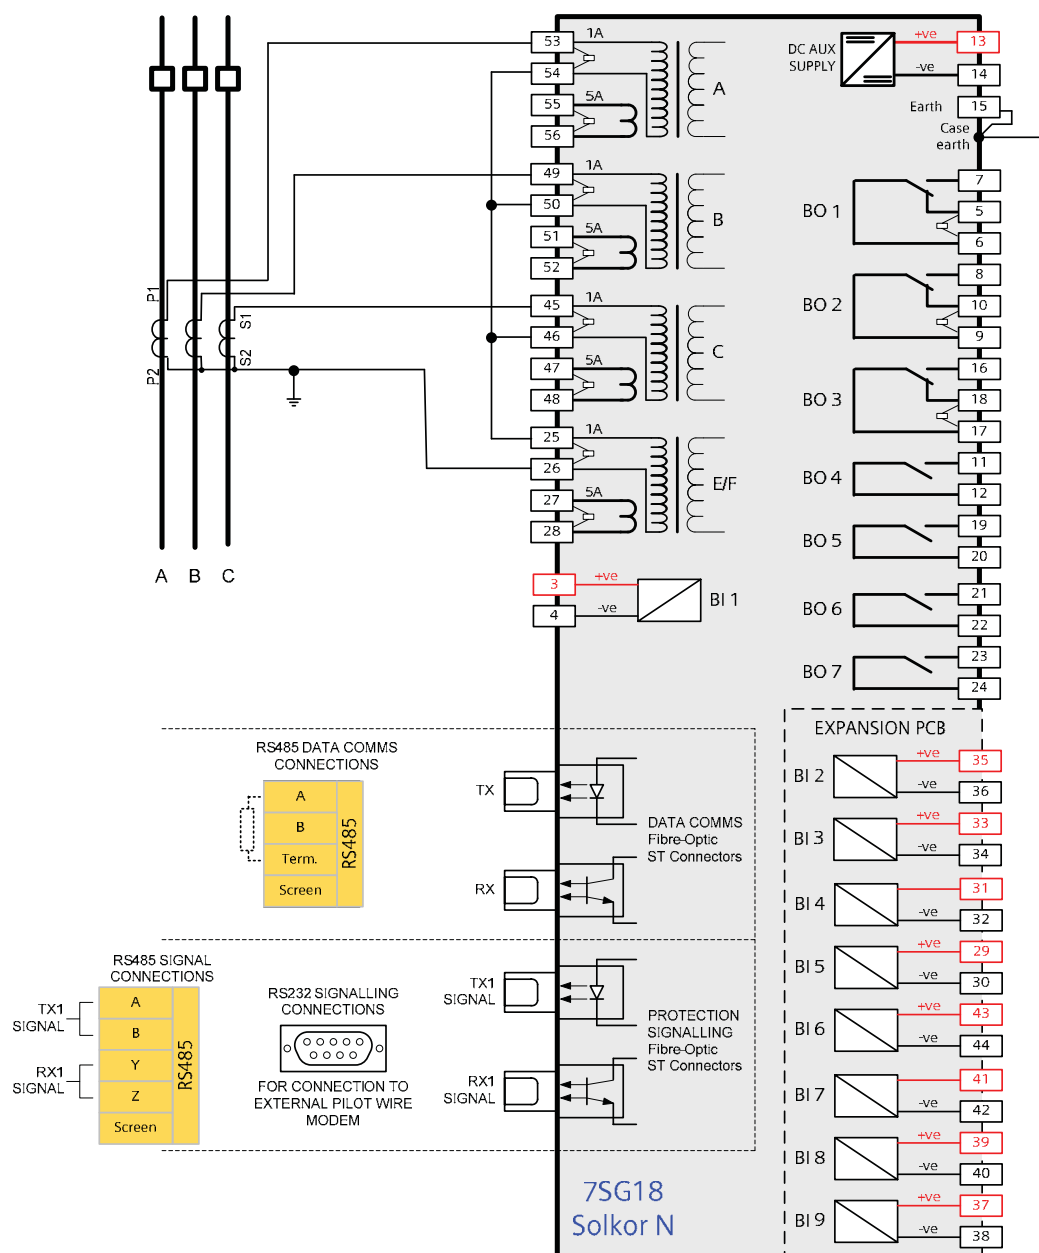 53
1A
54
55
5A
56
A
49
1A
50
51
5A
52
B
45
1A
46
47
5A
48
C
25
1A
26
27
5A
28
E/F
P1
P2
S1
S2
A B C
3
+ve
4
-ve
BI 1
DC AUX
SUPPLY
+ve
13
-ve
14
Earth
15
Case
earth
BO 1
7
5
6
BO 2
8
10
9
BO 3
16
18
17
BO 4
11
12
BO 5
19
20
BO 6
21
22
BO 7
23
24
EXPANSION PCB
BI 2
+ve
35
-ve
36
BI 3
+ve
33
-ve
34
BI 4
+ve
31
-ve
32
BI 5
+ve
29
-ve
30
BI 6
+ve
43
-ve
44
BI 7
+ve
41
-ve
42
BI 8
+ve
39
-ve
40
BI 9
+ve
37
-ve
38
RS485 DATA COMMS
CONNECTIONS
A
B
Term.
Screen
RS485
TX
RX
DATA COMMS
Fibre-Optic
ST Connectors
RS485 SIGNAL
CONNECTIONS
TX1
SIGNAL
RX1
SIGNAL
A
B
Y
Z
Screen
RS485
RS232 SIGNALLING
CONNECTIONS
FOR CONNECTION TO
EXTERNAL PILOT WIRE
MODEM
TX1
SIGNAL
RX1
SIGNAL
PROTECTION
SIGNALLING
Fibre-Optic
ST Connectors
7SG18
Solkor N